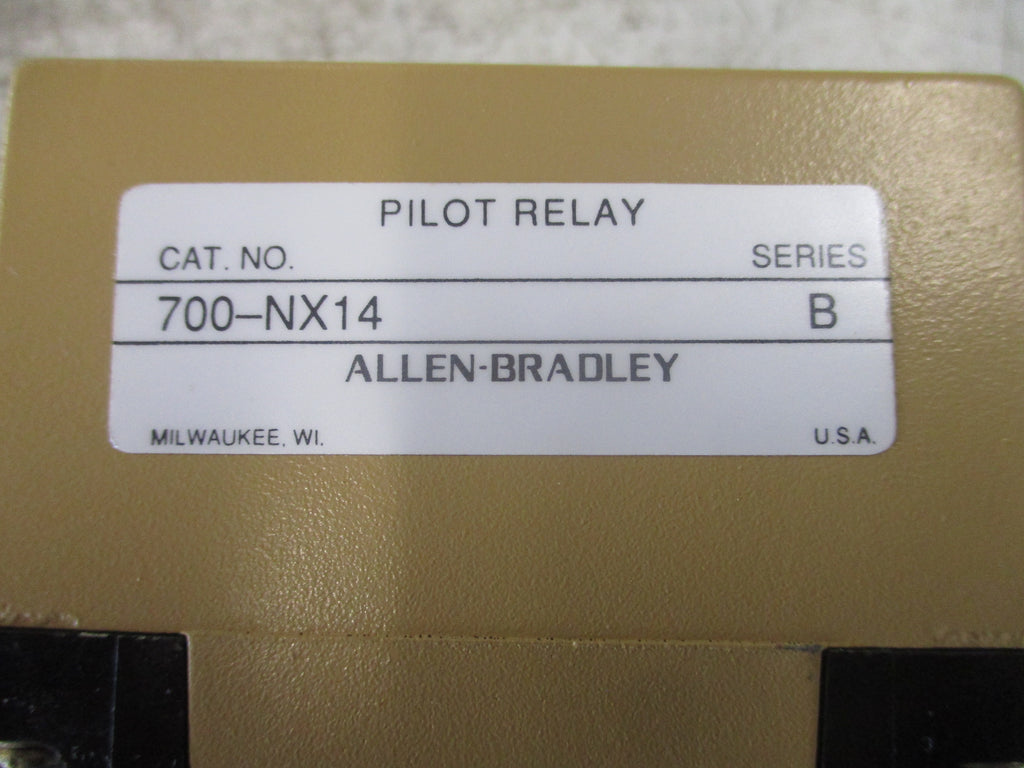 PILOT RELAY
CAT. NO. SERIES
700-NX14 B
ALLEN-BRADLEY
MILWAUKEE, WI. U.S.A.